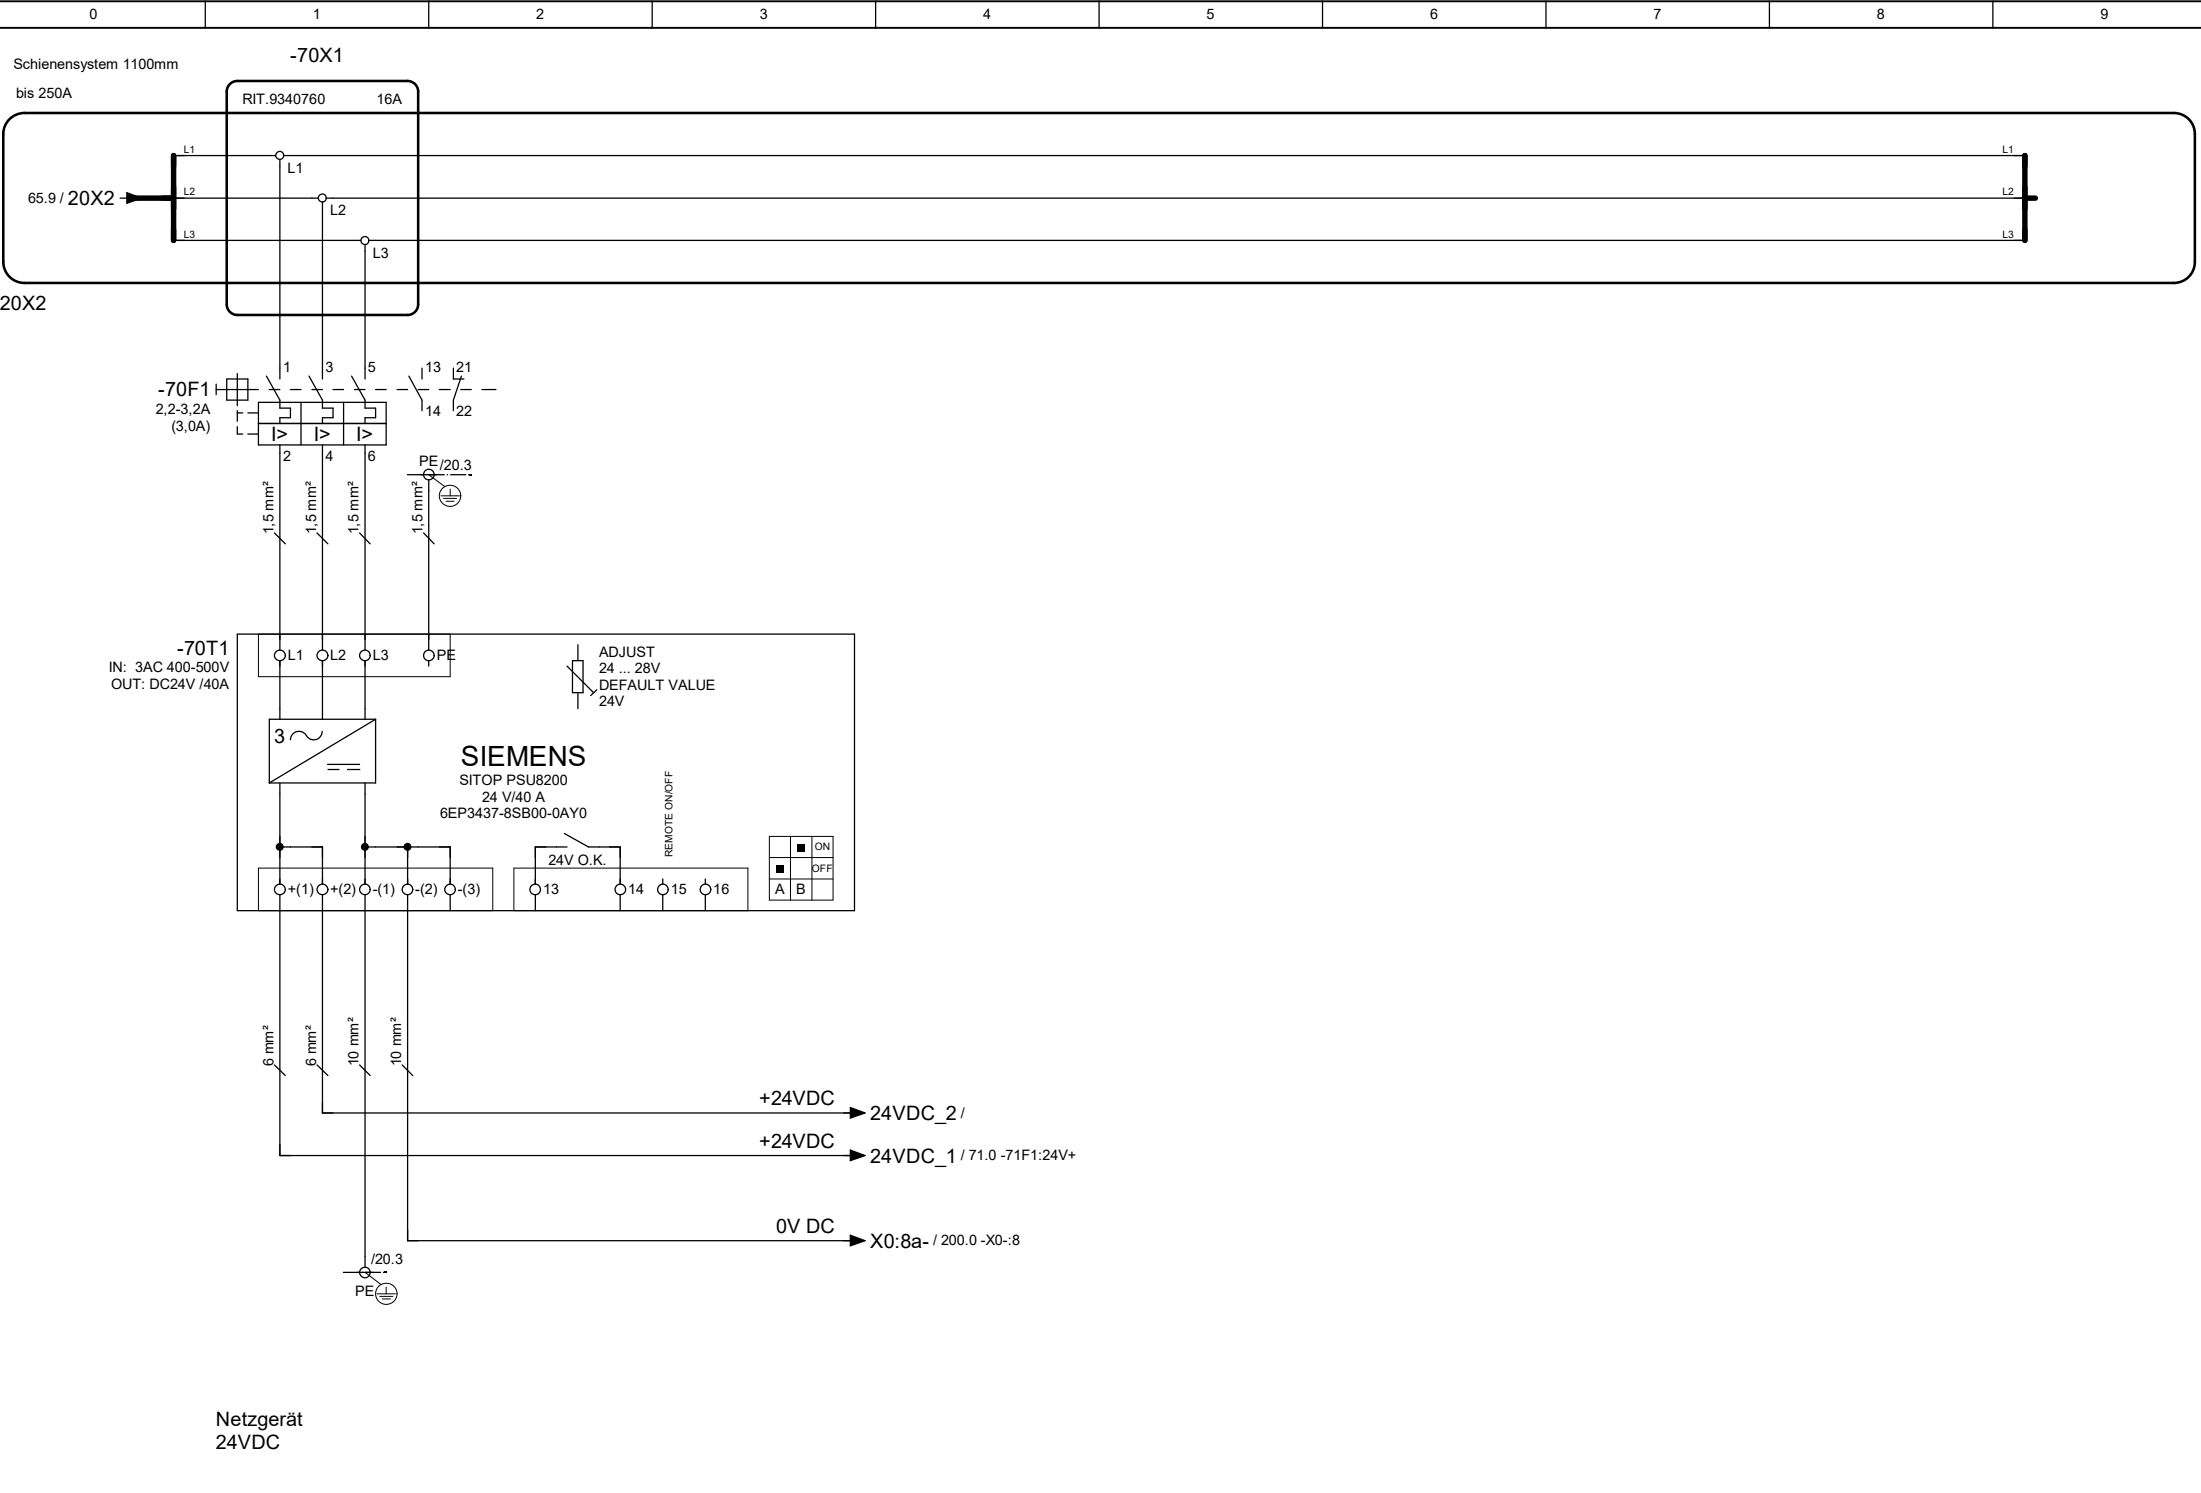 0 1 2 3 4 5 6 7 8 9
Schienensystem 1100mm
bis 250A
-70X1
RIT.9340760 16A
L1 L1
L1
65.9 / 20X2 L2 L2
L2
L3 L3
L3
20X2
1 3 5 13 21
-70F1
2,2-3,2A
(3,0A)
14 22
I> I> I>
2 4 6
PE /20.3
1,5 mm² 1,5 mm² 1,5 mm² 1,5 mm²
-70T1
IN: 3AC 400-500V
OUT: DC24V /40A
L1 L2 L3 PE
ADJUST
24 ... 28V
DEFAULT VALUE
24V
3
SIEMENS
SITOP PSU8200
24 V/40 A
6EP3437-8SB00-0AY0
REMOTE ON/OFF
24V O.K.
ON
OFF
A B
+(1) +(2) -(1) -(2) -(3) 13 14 15 16
6 mm² 6 mm² 10 mm² 10 mm²
+24VDC
24VDC_2 /
+24VDC
24VDC_1 / 71.0 -71F1:24V+
0V DC
X0:8a- / 200.0 -X0-:8
/20.3
PE
Netzgerät
24VDC